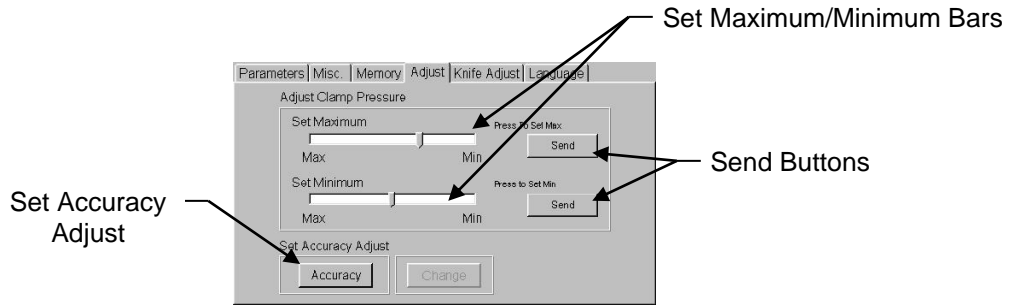 Set Maximum/Minimum Bars
Parameters Misc. Memory Adjust Knife Adjust Language
Adjust Clamp Pressure
Set Maximum
Press To Set Max
Send
Max Min
Send Buttons
Set Minimum
Press to Set Min
Send
Max Min
Set Accuracy
Adjust
Set Accuracy Adjust
Accuracy Change